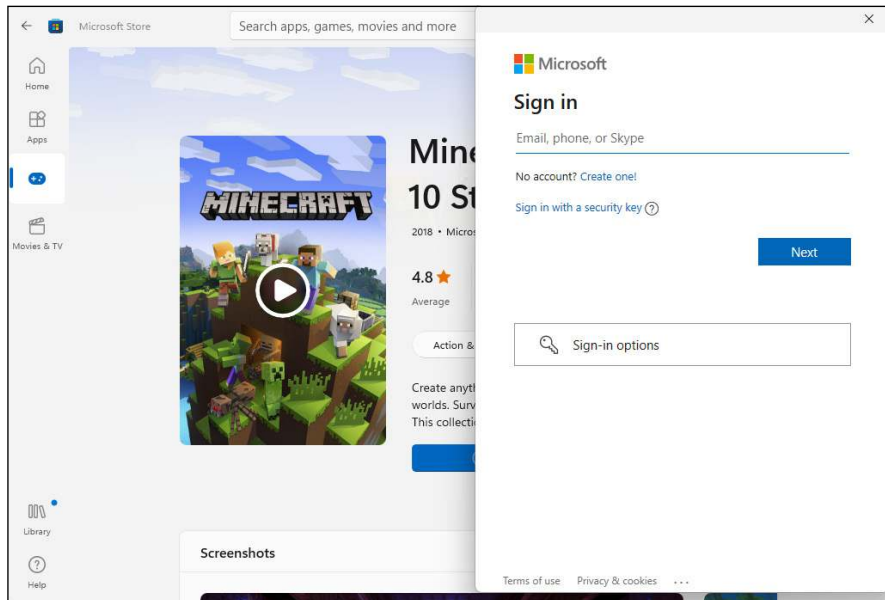 Microsoft Store
Search apps, games, movies and more
Home
Apps
Movies & TV
Library
Help
MINECRAFT
Mine
10 St
2018 • Micros
4.8
Average
Action &
Create anyth
worlds. Surv
This collecti
Screenshots
Microsoft
Sign in
Email, phone, or Skype
No account? Create one!
Sign in with a security key
Next
Sign-in options
Terms of use Privacy & cookies ...